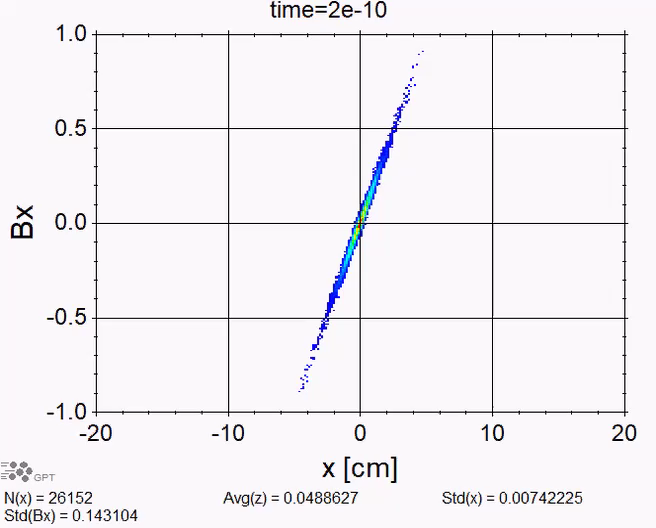 time=2e-10
1.0
0.5
0.0
-0.5
-1.0
Bx
-20 -10 0 10 20
x [cm]
GPT
N(x) = 26152 Avg(z) = 0.0488627 Std(x) = 0.00742225
Std(Bx) = 0.143104